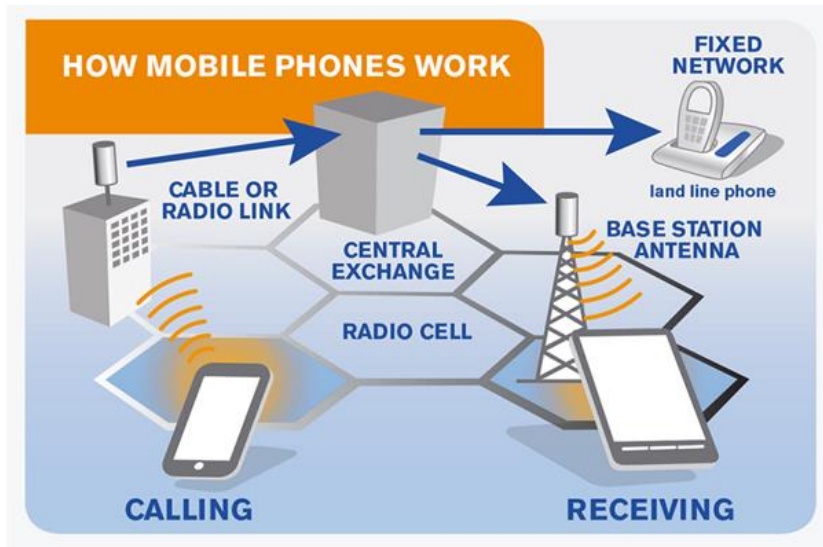 HOW MOBILE PHONES WORK
FIXED
NETWORK
land line phone
CABLE OR
RADIO LINK
CENTRAL
EXCHANGE
BASE STATION
ANTENNA
RADIO CELL
CALLING
RECEIVING